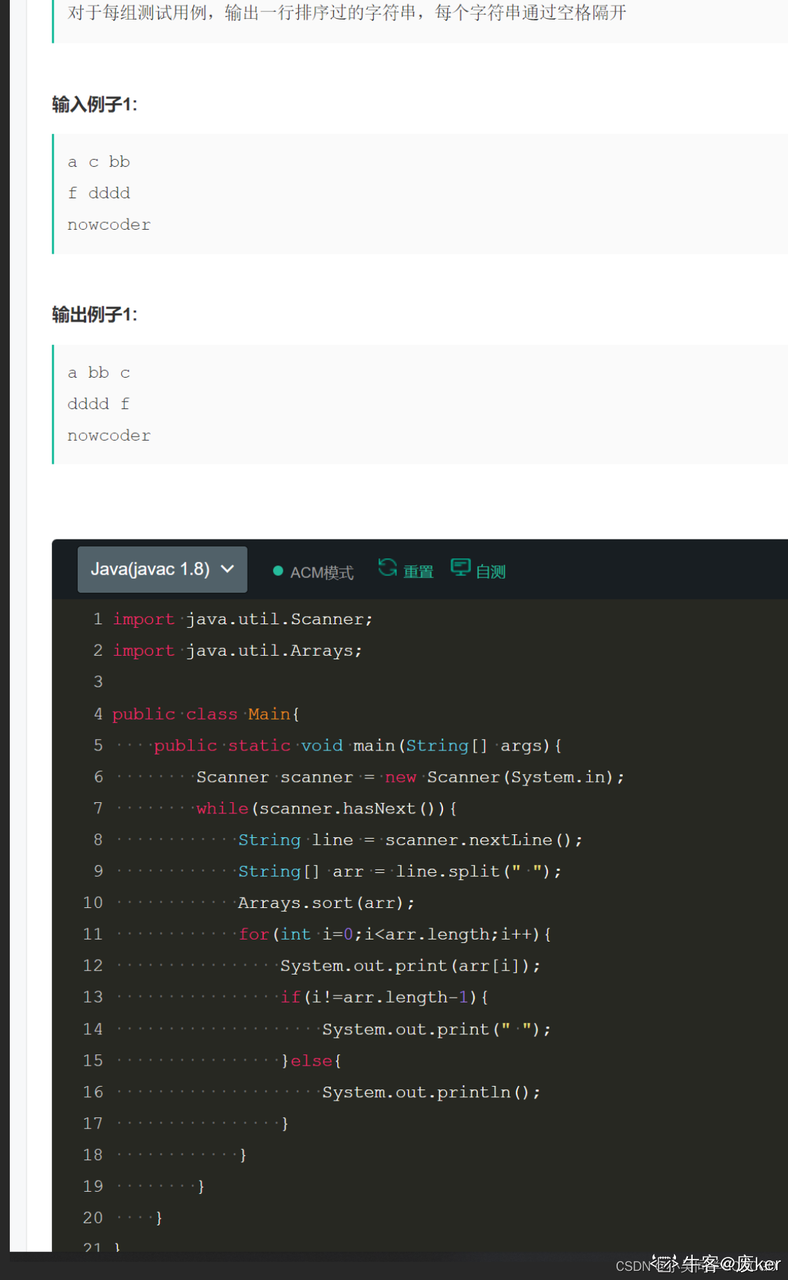 对于每组测试用例，输出一行排序过的字符串，每个字符串通过空格隔开
输入例子1:
a c bb
f dddd
nowcoder
输出例子1:
a bb c
dddd f
nowcoder
Java(javac 1.8) ACM模式 重置 自测
1 import java.util.Scanner;
2 import java.util.Arrays;
3
4 public class Main{
5     public static void main(String[] args){
6         Scanner scanner = new Scanner(System.in);
7         while(scanner.hasNext()){
8             String line = scanner.nextLine();
9             String[] arr = line.split(" ");
10             Arrays.sort(arr);
11             for(int i=0;i<arr.length;i++){
12                 System.out.print(arr[i]);
13                 if(i!=arr.length-1){
14                     System.out.print(" ");
15                 }else{
16                     System.out.println();
17                 }
18             }
19         }
20     }
21 }
CSDN 牛客@废ker